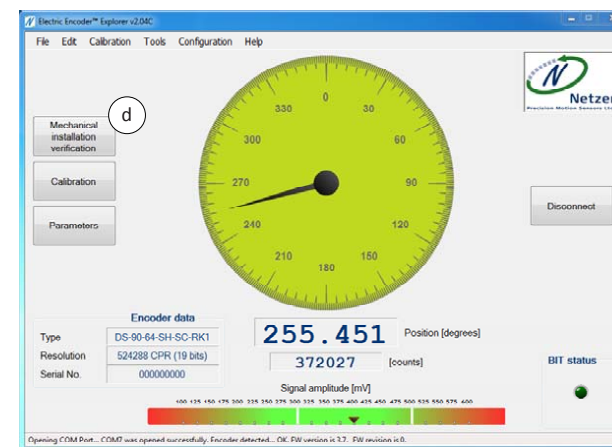 Electric Encoder™ Explorer v2.04C
File Edit Calibration Tools Configuration Help
N
Netzer
Precision Motion Sensors Ltd
d
Mechanical
installation
verification
Calibration
Parameters
Disconnect
0
30
60
90
120
150
180
210
240
270
300
330
Encoder data
Type DS-90-64-SH-SC-RK1
Resolution 524288 CPR (19 bits)
Serial No. 000000000
255.451 Position [degrees]
372027 [counts]
BIT status
Signal amplitude [mV]
100 125 150 175 200 225 250 275 300 325 350 375 400 425 450 475 500 525 550 575 600
Opening COM Port... COM7 was opened successfully. Encoder detected... OK. FW version is 3.7, FW revision is 0.